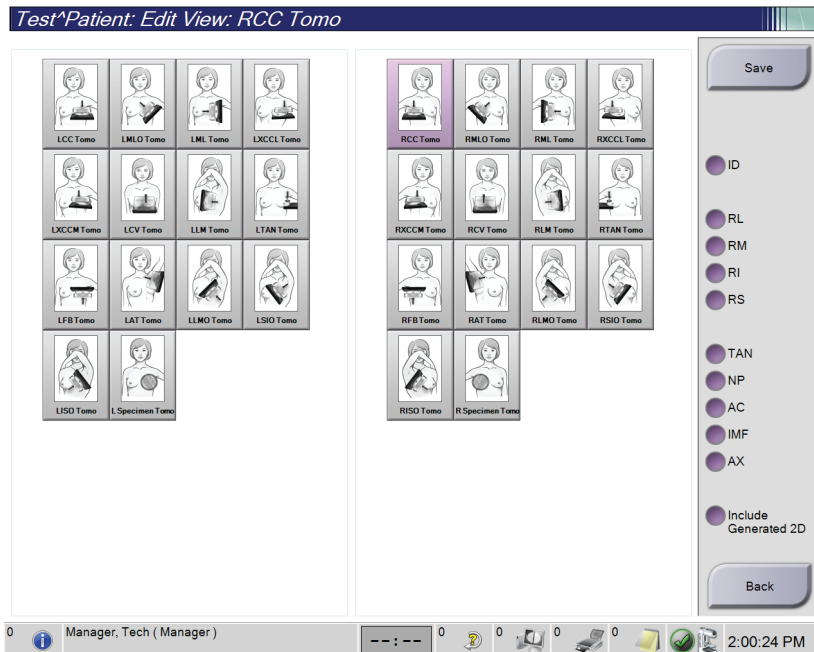 Test^Patient: Edit View: RCC Tomo
LCC Tomo
LMLO Tomo
LML Tomo
LXCCL Tomo
LXCCM Tomo
LCV Tomo
LLM Tomo
LTAN Tomo
LFB Tomo
LAT Tomo
LLMO Tomo
LSIO Tomo
LISO Tomo
L Specimen Tomo
RCC Tomo
RMLO Tomo
RML Tomo
RXCCL Tomo
RXCCM Tomo
RCV Tomo
RLM Tomo
RTAN Tomo
RFB Tomo
RAT Tomo
RLMO Tomo
RSIO Tomo
RISO Tomo
R Specimen Tomo
Save
ID
RL
RM
RI
RS
TAN
NP
AC
IMF
AX
Include
Generated 2D
Back
0
Manager, Tech ( Manager )
--:--
0
0
0
0
2:00:24 PM